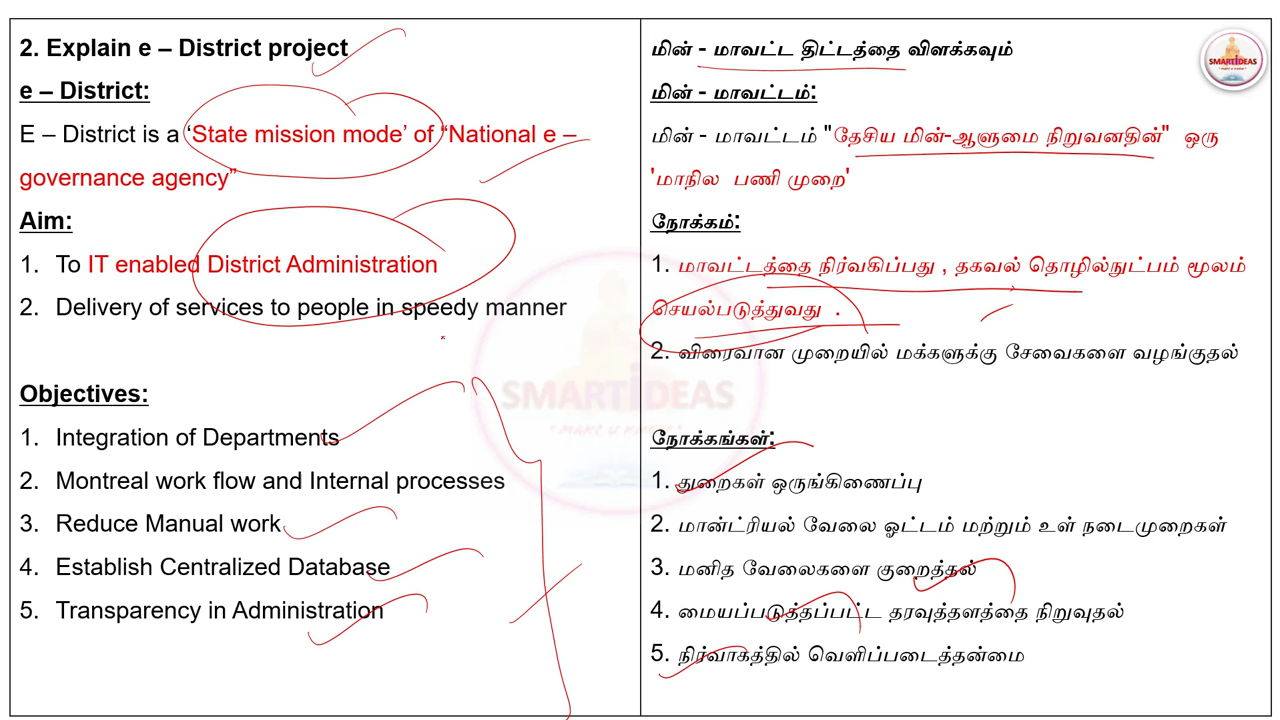 2. Explain e – District project
e – District:
E – District is a ‘State mission mode’ of “National e –
governance agency”
Aim:
1. To IT enabled District Administration
2. Delivery of services to people in speedy manner
Objectives:
1. Integration of Departments
2. Montreal work flow and Internal processes
3. Reduce Manual work
4. Establish Centralized Database
5. Transparency in Administration
மின் - மாவட்ட திட்டத்தை விளக்கவும்
மின் - மாவட்டம்:
மின் - மாவட்டம் "தேசிய மின்-ஆளுமை நிறுவனதின்" ஒரு
'மாநில பணி முறை'
நோக்கம்:
1. மாவட்டத்தை நிர்வகிப்பது , தகவல் தொழில்நுட்பம் மூலம்
செயல்படுத்துவது .
2. விரைவான முறையில் மக்களுக்கு சேவைகளை வழங்குதல்
நோக்கங்கள்:
1. துறைகள் ஒருங்கிணைப்பு
2. மான்ட்ரியல் வேலை ஓட்டம் மற்றும் உள் நடைமுறைகள்
3. மனித வேலைகளை குறைத்தல்
4. மையப்படுத்தப்பட்ட தரவுத்தளத்தை நிறுவுதல்
5. நிர்வாகத்தில் வெளிப்படைத்தன்மை
SMARTIDEAS
SMARTIDEAS